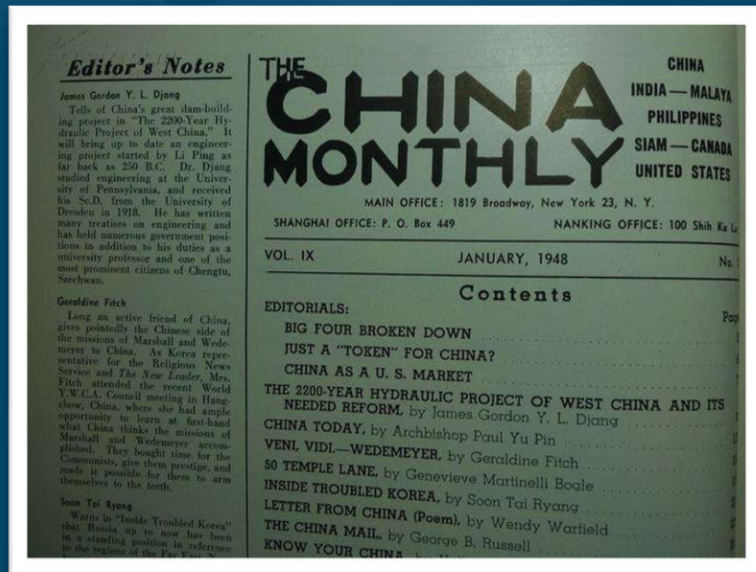 Editor's Notes
James Gordon Y. L. Djang
Tells of China's great dam-build-
ing project in "The 2200-Year Hy-
draulic Project of West China." It
will bring up to date an engineer-
ing project started by Li Ping as
far back as 250 B.C. Dr. Djang
studied engineering at the Univer-
sity of Pennsylvania, and received
his Sc.D. from the University of
Dresden in 1918. He has written
many treatises on engineering and
has held numerous government posi-
tions in addition to his duties as a
university professor and one of the
most prominent citizens of Chengtu,
Szechwan.
Geraldine Fitch
Long an active friend of China,
gives pointedly the Chinese side of
the missions of Marshall and Wede-
meyer to China. As Korea repre-
sentative for the Religious News
Service and The New Leader, Mrs.
Fitch attended the recent World
Y.W.C.A. Council meeting in Hang-
chow, China, where she had ample
opportunity to learn at first-hand
what China thinks the missions of
Marshall and Wedemeyer accom-
plished. They bought time for the
Communists, give them prestige, and
made it possible for them to arm
themselves to the teeth.
Soon Tai Ryang
Warns in "Inside Troubled Korea"
that Russia up to now has been
in a standing position in reference
to the regions of the Far East
THE
CHINA
MONTHLY
CHINA
INDIA — MALAYA
PHILIPPINES
SIAM — CANADA
UNITED STATES
MAIN OFFICE: 1819 Broadway, New York 23, N. Y.
SHANGHAI OFFICE: P. O. Box 449 NANKING OFFICE: 100 Shih Ku
VOL. IX JANUARY, 1948 No.
Contents
Page
EDITORIALS:
BIG FOUR BROKEN DOWN
JUST A "TOKEN" FOR CHINA?
CHINA AS A U. S. MARKET
THE 2200-YEAR HYDRAULIC PROJECT OF WEST CHINA AND ITS
NEEDED REFORM, by James Gordon Y. L. Djang
CHINA TODAY, by Archbishop Paul Yu Pin
VENI, VIDI—WEDEMEYER, by Geraldine Fitch
50 TEMPLE LANE, by Genevieve Martinelli Bogle
INSIDE TROUBLED KOREA, by Soon Tai Ryang
LETTER FROM CHINA (Poem), by Wendy Warfield
THE CHINA MAIL, by George B. Russell
KNOW YOUR CHINA, by